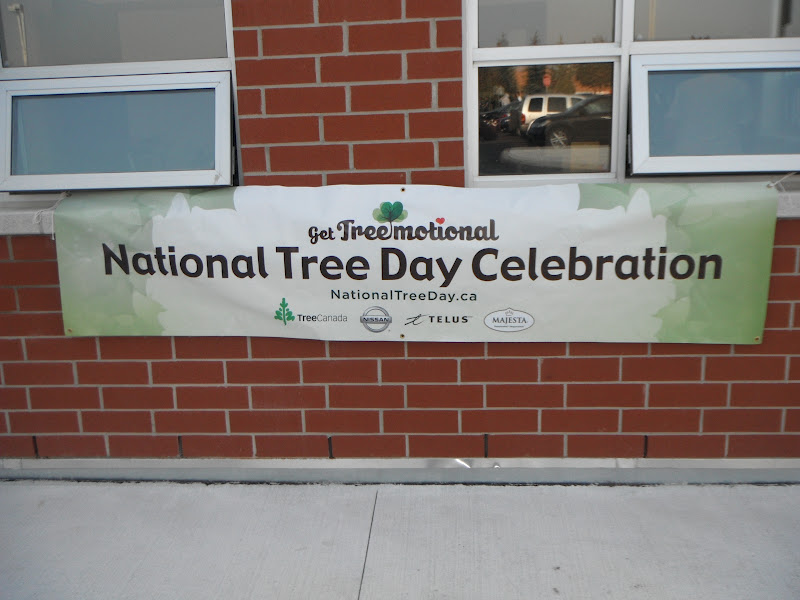 Get Treemotional
National Tree Day Celebration
NationalTreeDay.ca
TreeCanada NISSAN TELUS MAJESTA